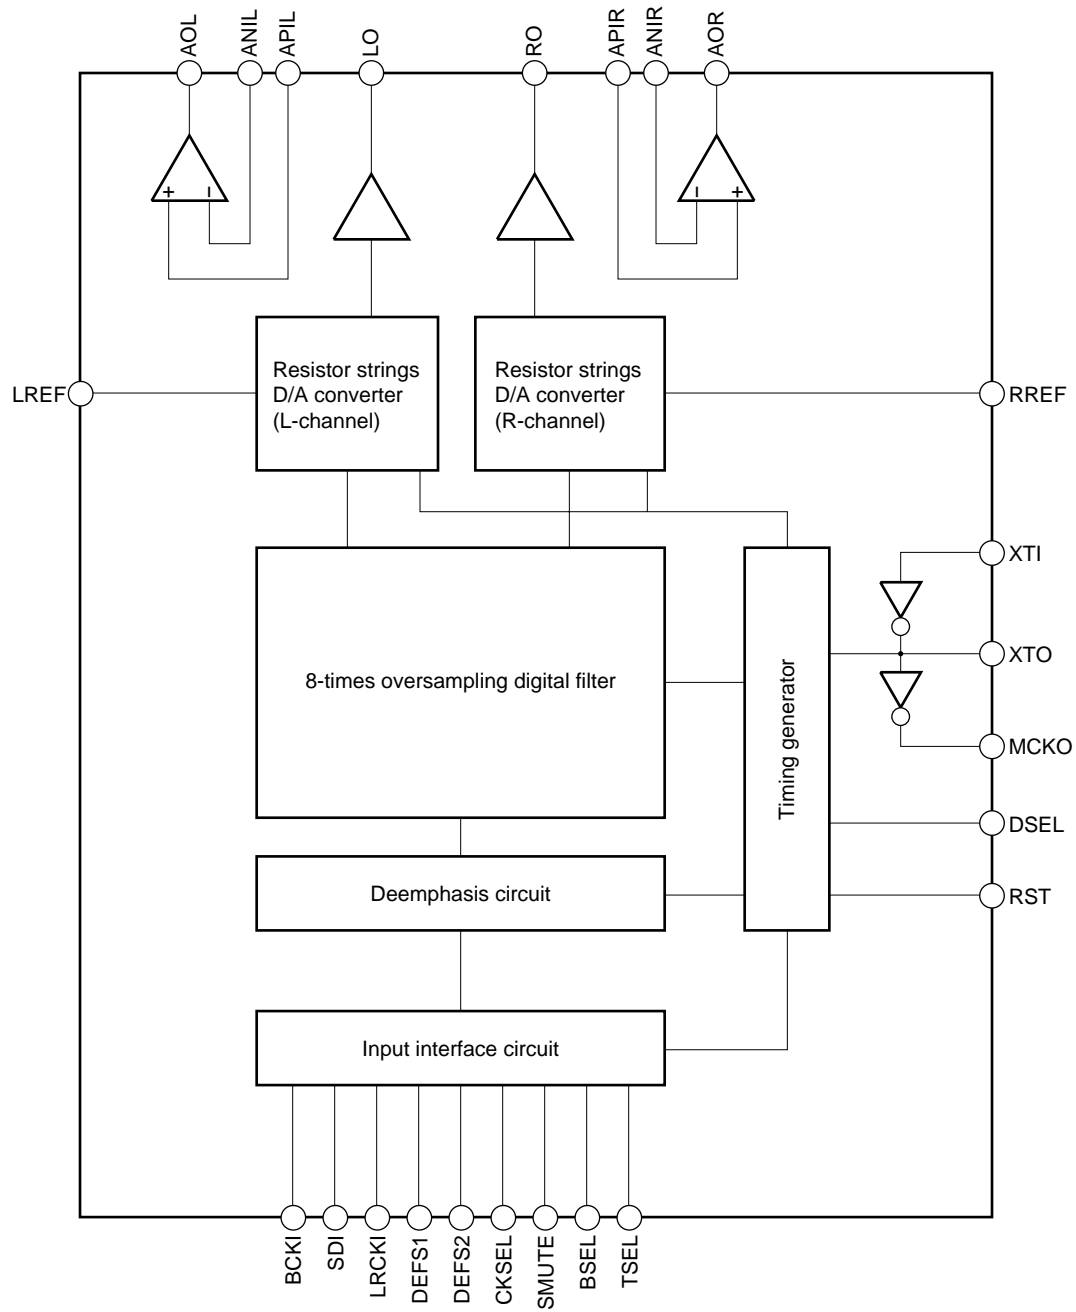 AOL
ANIL
APIL
LO
RO
APIR
ANIR
AOR
+
−
−
+
Resistor strings
D/A converter
(L-channel)
Resistor strings
D/A converter
(R-channel)
LREF
RREF
XTI
XTO
MCKO
DSEL
RST
8-times oversampling digital filter
Timing generator
Deemphasis circuit
Input interface circuit
BCKI
SDI
LRCKI
DEFS1
DEFS2
CKSEL
SMUTE
BSEL
TSEL